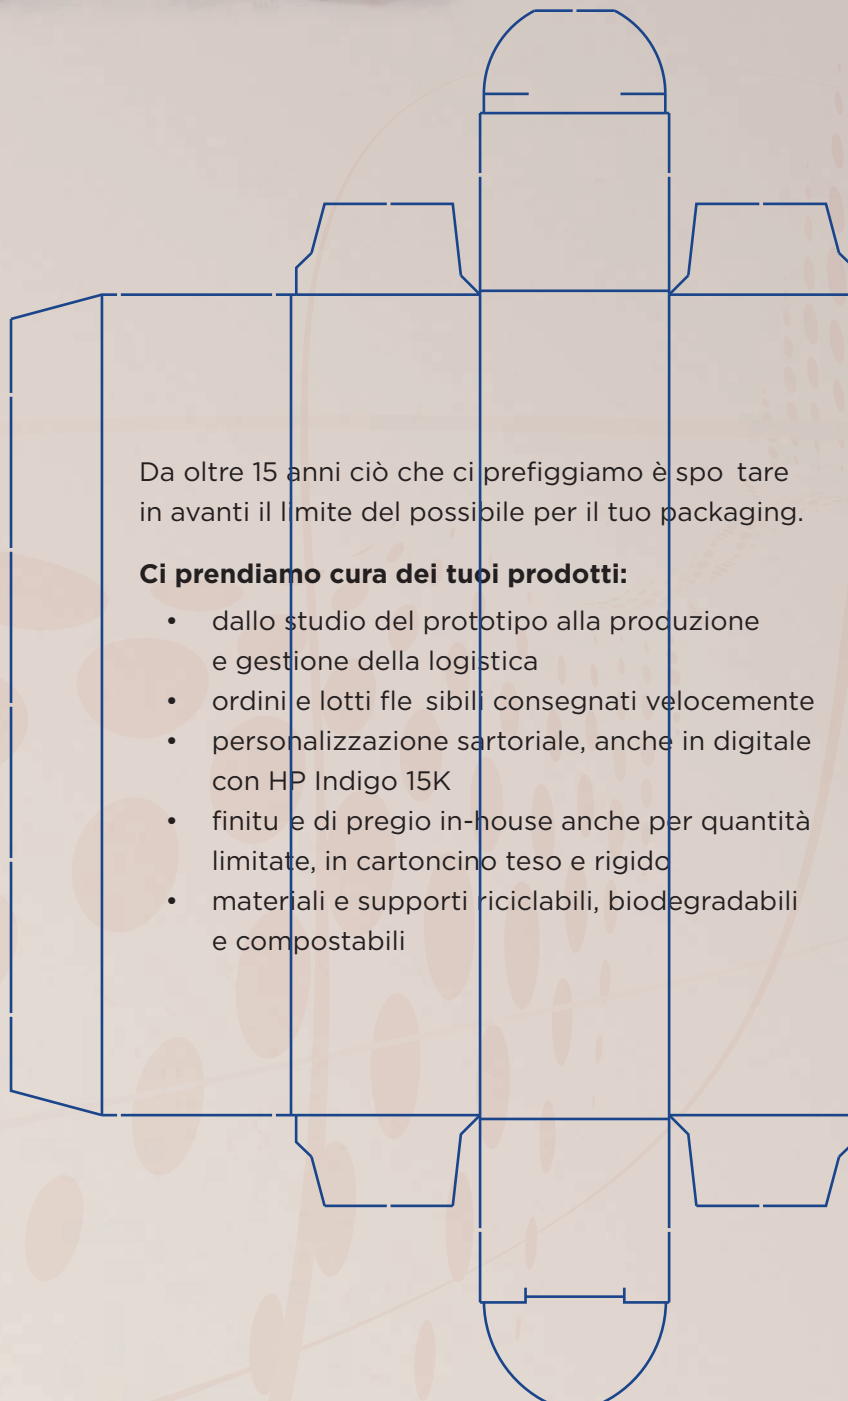 Da oltre 15 anni ciò che ci prefiggiamo è spo tare
in avanti il limite del possibile per il tuo packaging.
Ci prendiamo cura dei tuoi prodotti:
• dallo studio del prototipo alla produzione
e gestione della logistica
• ordini e lotti fle sibili consegnati velocemente
• personalizzazione sartoriale, anche in digitale
con HP Indigo 15K
• finitu e di pregio in-house anche per quantità
limitate, in cartoncino teso e rigido
• materiali e supporti riciclabili, biodegradabili
e compostabili